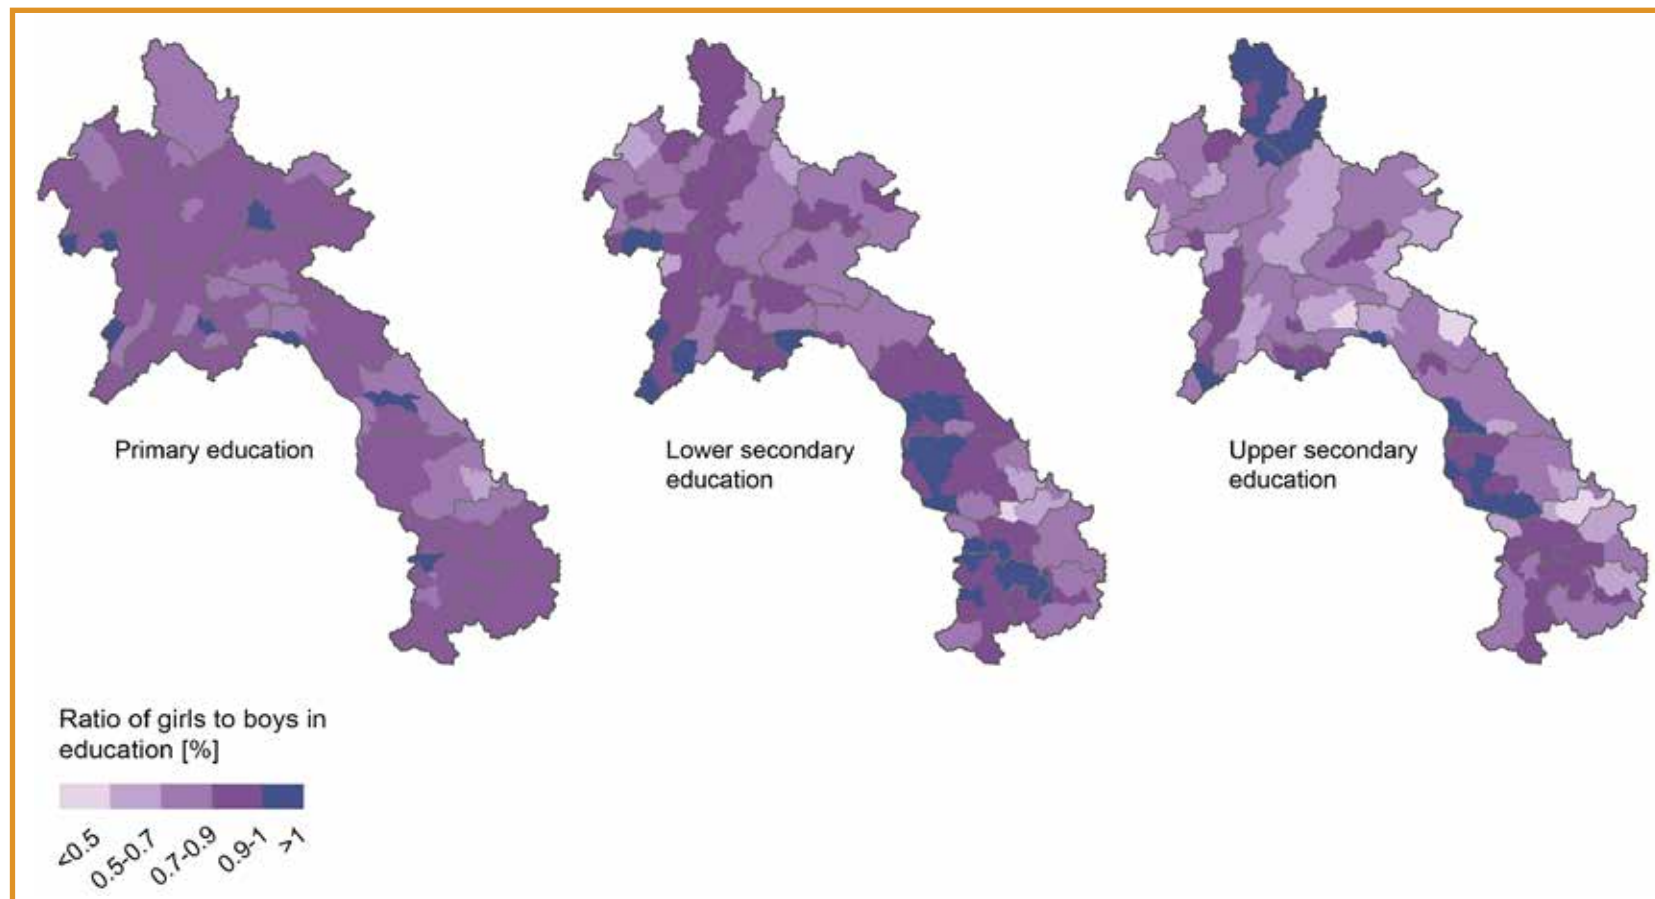 Primary education
Lower secondary
education
Upper secondary
education
Ratio of girls to boys in
education [%]
<0.5
0.5-0.7
0.7-0.9
0.9-1
>1